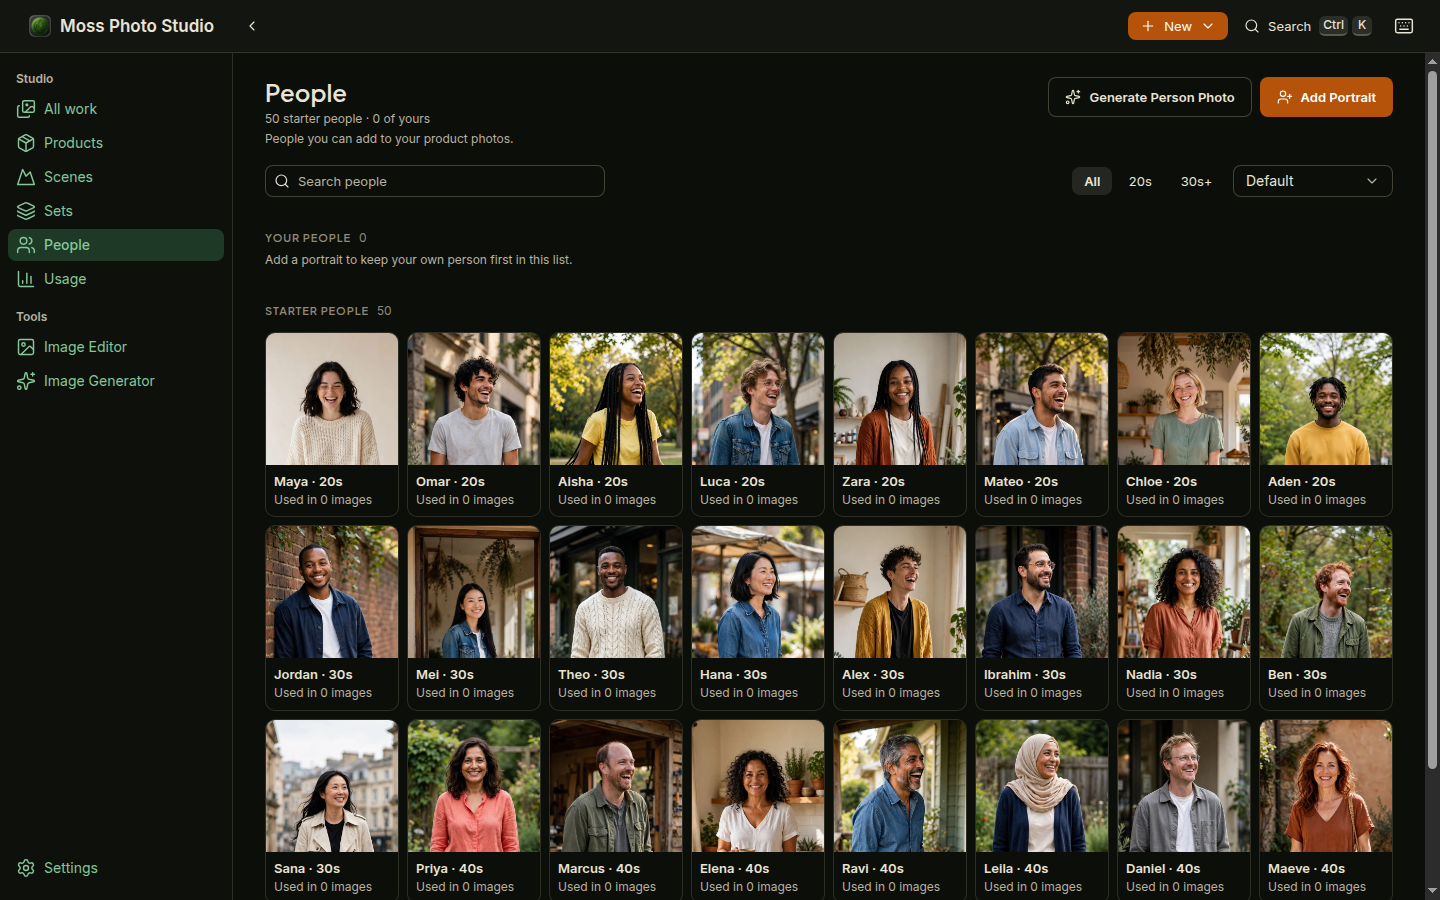 Moss Photo Studio
New
Search Ctrl K
Studio
All work
Products
Scenes
Sets
People
Usage
Tools
Image Editor
Image Generator
Settings
People
50 starter people · 0 of yours
People you can add to your product photos.
Generate Person Photo
Add Portrait
Search people
All 20s 30s+ Default
YOUR PEOPLE 0
Add a portrait to keep your own person first in this list.
STARTER PEOPLE 50
Maya · 20s
Used in 0 images
Omar · 20s
Used in 0 images
Aisha · 20s
Used in 0 images
Luca · 20s
Used in 0 images
Zara · 20s
Used in 0 images
Mateo · 20s
Used in 0 images
Chloe · 20s
Used in 0 images
Aden · 20s
Used in 0 images
Jordan · 30s
Used in 0 images
Mei · 30s
Used in 0 images
Theo · 30s
Used in 0 images
Hana · 30s
Used in 0 images
Alex · 30s
Used in 0 images
Ibrahim · 30s
Used in 0 images
Nadia · 30s
Used in 0 images
Ben · 30s
Used in 0 images
Sana · 30s
Used in 0 images
Priya · 40s
Used in 0 images
Marcus · 40s
Used in 0 images
Elena · 40s
Used in 0 images
Ravi · 40s
Used in 0 images
Leila · 40s
Used in 0 images
Daniel · 40s
Used in 0 images
Maeve · 40s
Used in 0 images